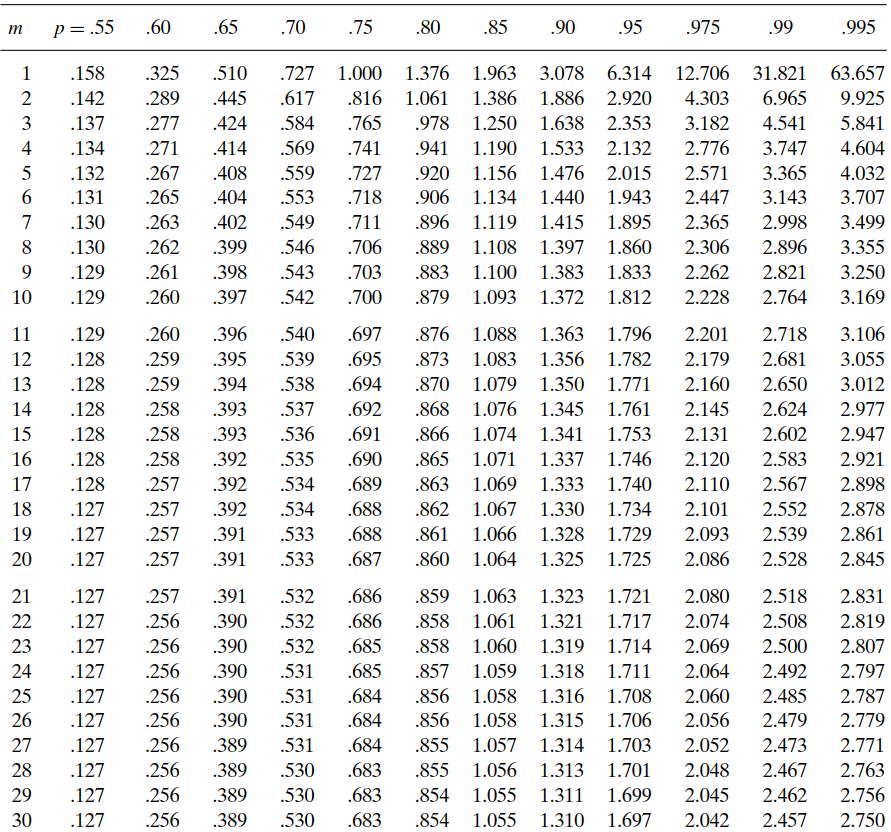 m p = .55 .60 .65 .70 .75 .80 .85 .90 .95 .975 .99 .995
1 .158 .325 .510 .727 1.000 1.376 1.963 3.078 6.314 12.706 31.821 63.657
2 .142 .289 .445 .617 .816 1.061 1.386 1.886 2.920 4.303 6.965 9.925
3 .137 .277 .424 .584 .765 .978 1.250 1.638 2.353 3.182 4.541 5.841
4 .134 .271 .414 .569 .741 .941 1.190 1.533 2.132 2.776 3.747 4.604
5 .132 .267 .408 .559 .727 .920 1.156 1.476 2.015 2.571 3.365 4.032
6 .131 .265 .404 .553 .718 .906 1.134 1.440 1.943 2.447 3.143 3.707
7 .130 .263 .402 .549 .711 .896 1.119 1.415 1.895 2.365 2.998 3.499
8 .130 .262 .399 .546 .706 .889 1.108 1.397 1.860 2.306 2.896 3.355
9 .129 .261 .398 .543 .703 .883 1.100 1.383 1.833 2.262 2.821 3.250
10 .129 .260 .397 .542 .700 .879 1.093 1.372 1.812 2.228 2.764 3.169
11 .129 .260 .396 .540 .697 .876 1.088 1.363 1.796 2.201 2.718 3.106
12 .128 .259 .395 .539 .695 .873 1.083 1.356 1.782 2.179 2.681 3.055
13 .128 .259 .394 .538 .694 .870 1.079 1.350 1.771 2.160 2.650 3.012
14 .128 .258 .393 .537 .692 .868 1.076 1.345 1.761 2.145 2.624 2.977
15 .128 .258 .393 .536 .691 .866 1.074 1.341 1.753 2.131 2.602 2.947
16 .128 .258 .392 .535 .690 .865 1.071 1.337 1.746 2.120 2.583 2.921
17 .128 .257 .392 .534 .689 .863 1.069 1.333 1.740 2.110 2.567 2.898
18 .127 .257 .392 .534 .688 .862 1.067 1.330 1.734 2.101 2.552 2.878
19 .127 .257 .391 .533 .688 .861 1.066 1.328 1.729 2.093 2.539 2.861
20 .127 .257 .391 .533 .687 .860 1.064 1.325 1.725 2.086 2.528 2.845
21 .127 .257 .391 .532 .686 .859 1.063 1.323 1.721 2.080 2.518 2.831
22 .127 .256 .390 .532 .686 .858 1.061 1.321 1.717 2.074 2.508 2.819
23 .127 .256 .390 .532 .685 .858 1.060 1.319 1.714 2.069 2.500 2.807
24 .127 .256 .390 .531 .685 .857 1.059 1.318 1.711 2.064 2.492 2.797
25 .127 .256 .390 .531 .684 .856 1.058 1.316 1.708 2.060 2.485 2.787
26 .127 .256 .390 .531 .684 .856 1.058 1.315 1.706 2.056 2.479 2.779
27 .127 .256 .389 .531 .684 .855 1.057 1.314 1.703 2.052 2.473 2.771
28 .127 .256 .389 .530 .683 .855 1.056 1.313 1.701 2.048 2.467 2.763
29 .127 .256 .389 .530 .683 .854 1.055 1.311 1.699 2.045 2.462 2.756
30 .127 .256 .389 .530 .683 .854 1.055 1.310 1.697 2.042 2.457 2.750